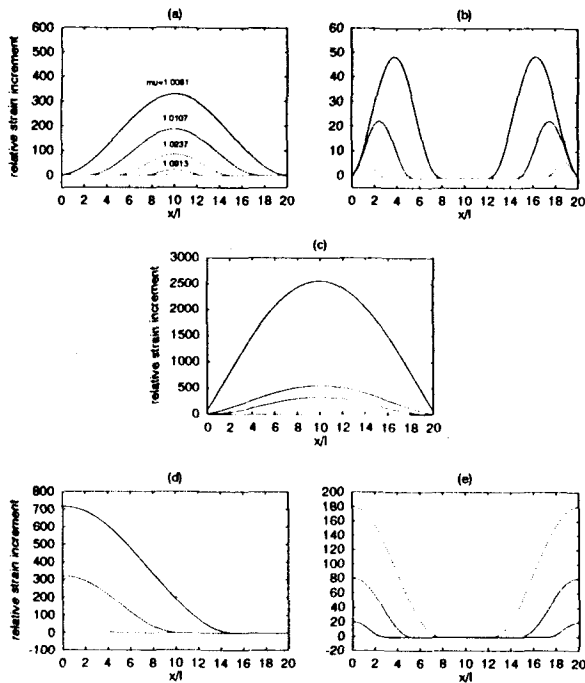 (a)
600
500
400
300
200
100
0
relative strain increment
mu=1.0081
1.0107
1.0237
1.0913
0 2 4 6 8 10 12 14 16 18 20
x/l
(b)
60
50
40
30
20
10
0
0 2 4 6 8 10 12 14 16 18 20
x/l
(c)
3000
2500
2000
1500
1000
500
0
relative strain increment
0 2 4 6 8 10 12 14 16 18 20
x/l
(d)
800
700
600
500
400
300
200
100
0
-100
relative strain increment
0 2 4 6 8 10 12 14 16 18 20
x/l
(e)
200
180
160
140
120
100
80
60
40
20
0
-20
0 2 4 6 8 10 12 14 16 18 20
x/l